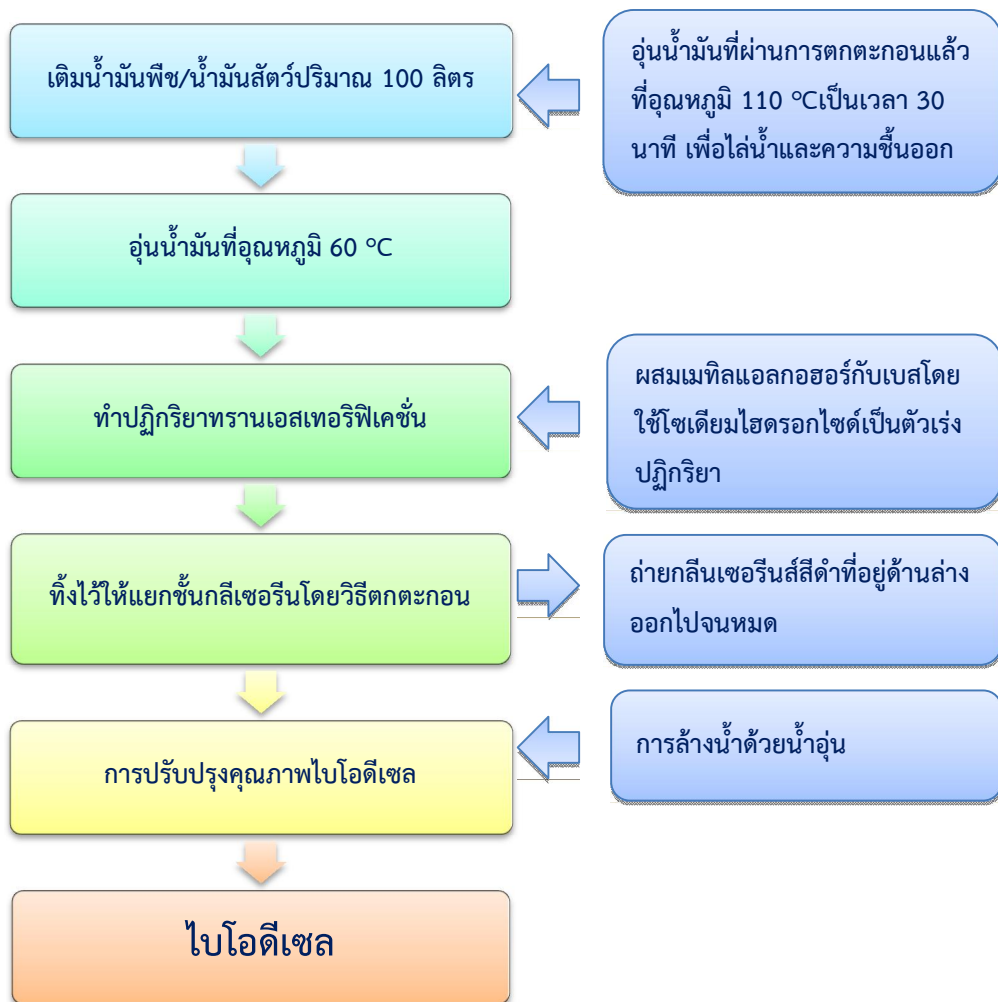 เติมน้ำมันพืช/น้ำมันสัตว์ปริมาณ 100 ลิตร
อุ่นน้ำมันที่ผ่านการตกตะกอนแล้ว
ที่อุณหภูมิ 110 °Cเป็นเวลา 30
นาที เพื่อไล่น้ำและความชื้นออก
อุ่นน้ำมันที่อุณหภูมิ 60 °C
ทำปฏิกริยาทรานเอสเทอริฟิเคชั่น
ผสมเมทิลแอลกอฮอร์กับเบสโดย
ใช้โซเดียมไฮดรอกไซด์เป็นตัวเร่ง
ปฏิกริยา
ทิ้งไว้ให้แยกชั้นกลีเซอรีนโดยวิธีตกตะกอน
ถ่ายกลีนเซอรีนส์สีดำที่อยู่ด้านล่าง
ออกไปจนหมด
การปรับปรุงคุณภาพไบโอดีเซล
การล้างน้ำด้วยน้ำอุ่น
ไบโอดีเซล